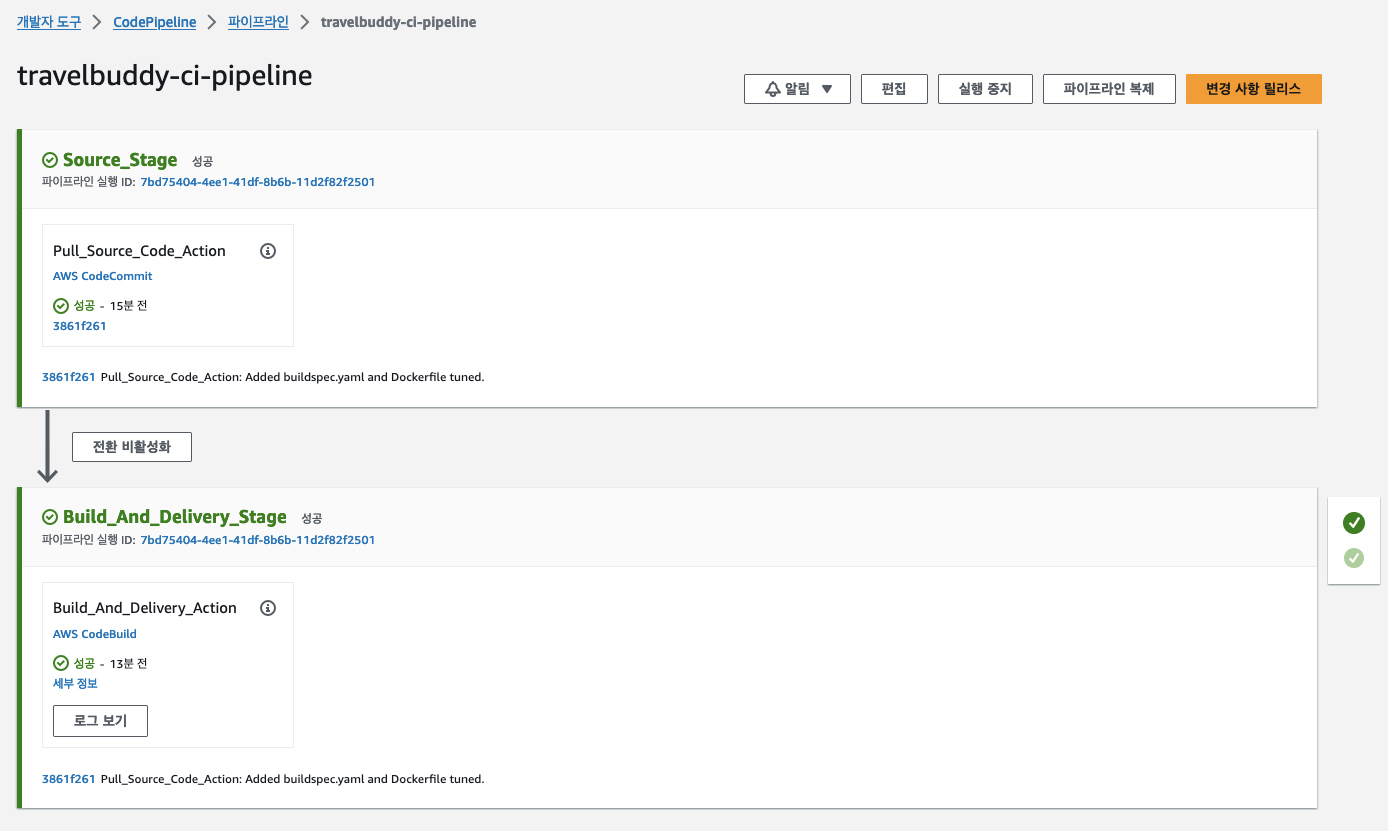 개발자 도구 > CodePipeline > 파이프라인 > travelbuddy-ci-pipeline
travelbuddy-ci-pipeline
알림 ▼ 편집 실행 중지 파이프라인 복제 변경 사항 릴리스
Source_Stage 성공
파이프라인 실행 ID: 7bd75404-4ee1-41df-8b6b-11d2f82f2501
Pull_Source_Code_Action
AWS CodeCommit
성공 - 15분 전
3861f261
3861f261 Pull_Source_Code_Action: Added buildspec.yaml and Dockerfile tuned.
전환 비활성화
Build_And_Delivery_Stage 성공
파이프라인 실행 ID: 7bd75404-4ee1-41df-8b6b-11d2f82f2501
Build_And_Delivery_Action
AWS CodeBuild
성공 - 13분 전
세부 정보
로그 보기
3861f261 Pull_Source_Code_Action: Added buildspec.yaml and Dockerfile tuned.